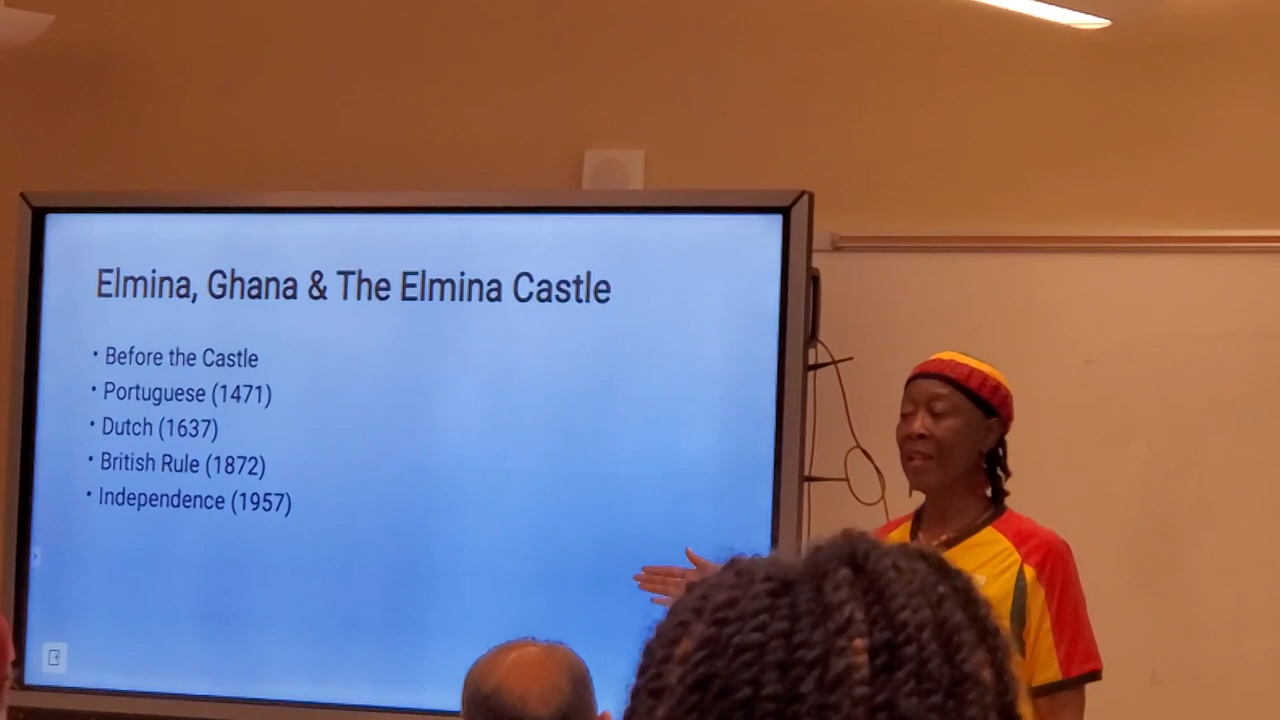 Elmina, Ghana & The Elmina Castle
• Before the Castle
• Portuguese (1471)
• Dutch (1637)
• British Rule (1872)
• Independence (1957)